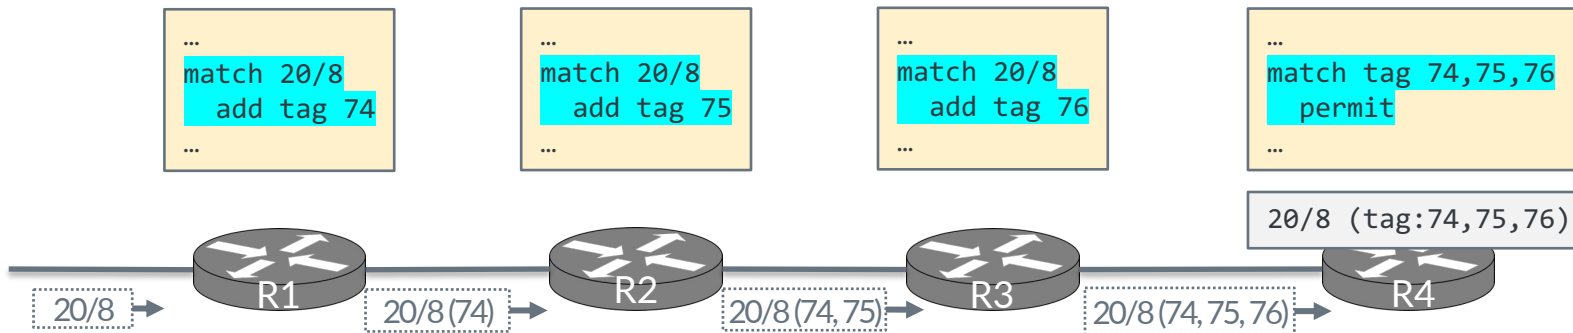 …
match 20/8
  add tag 74
…
…
match 20/8
  add tag 75
…
…
match 20/8
  add tag 76
…
…
match tag 74,75,76
  permit
…
20/8 (tag:74,75,76)
R1
R2
R3
R4
20/8
20/8 (74)
20/8 (74, 75)
20/8 (74, 75, 76)